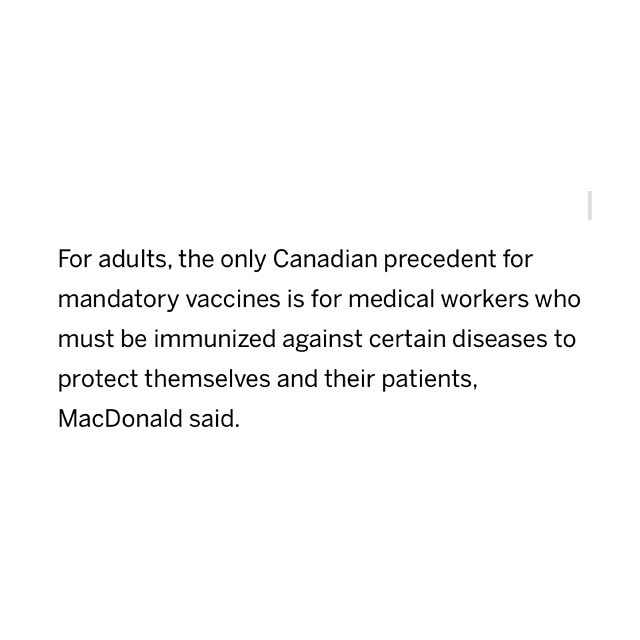 For adults, the only Canadian precedent for
mandatory vaccines is for medical workers who
must be immunized against certain diseases to
protect themselves and their patients,
MacDonald said.